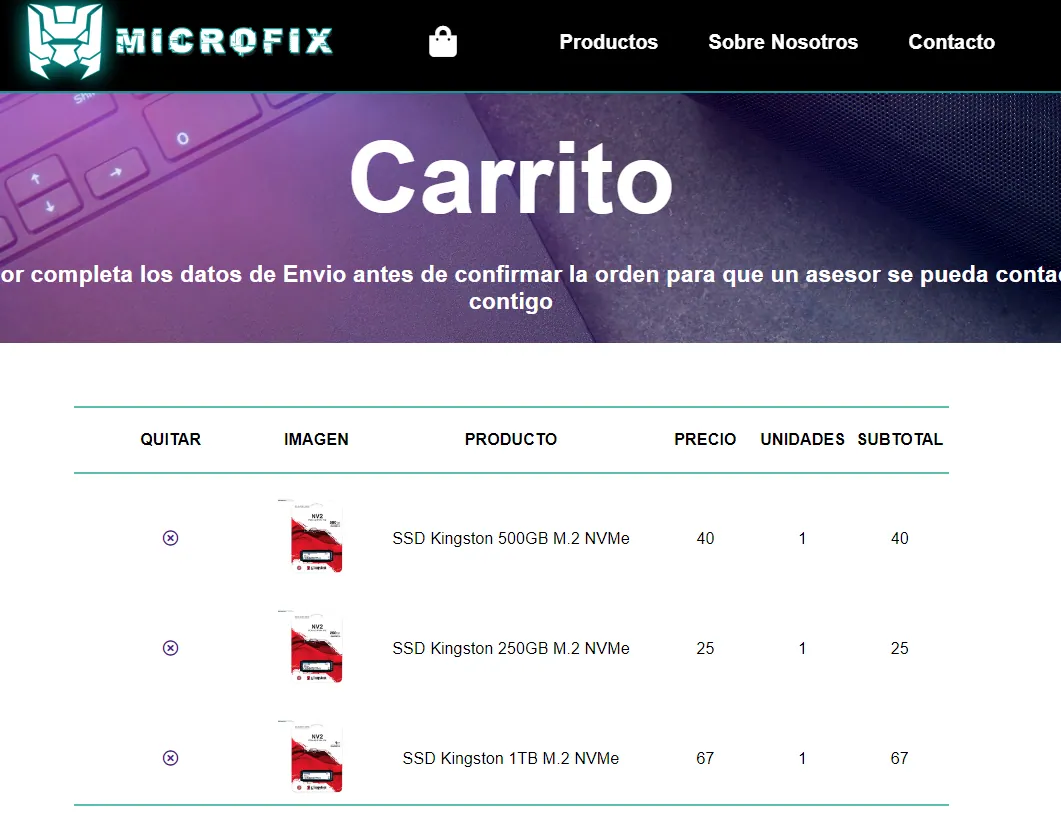 MICROFIX
Productos
Sobre Nosotros
Contacto
Carrito
or completa los datos de Envio antes de confirmar la orden para que un asesor se pueda conta
contigo
QUITAR IMAGEN PRODUCTO PRECIO UNIDADES SUBTOTAL
NV2
SSD Kingston 500GB M.2 NVMe 40 1 40
NV2
SSD Kingston 250GB M.2 NVMe 25 1 25
NV2
SSD Kingston 1TB M.2 NVMe 67 1 67